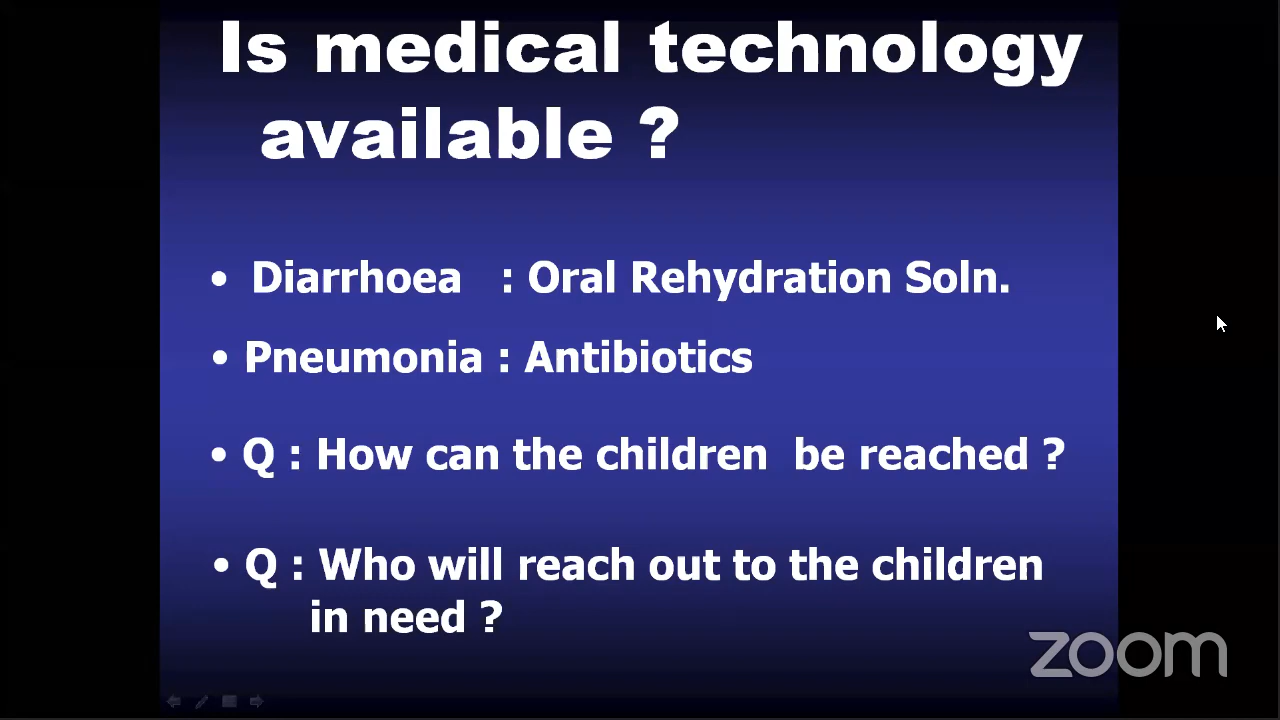 Is medical technology
available ?
• Diarrhoea : Oral Rehydration Soln.
• Pneumonia : Antibiotics
• Q : How can the children be reached ?
• Q : Who will reach out to the children
in need ?
zoom